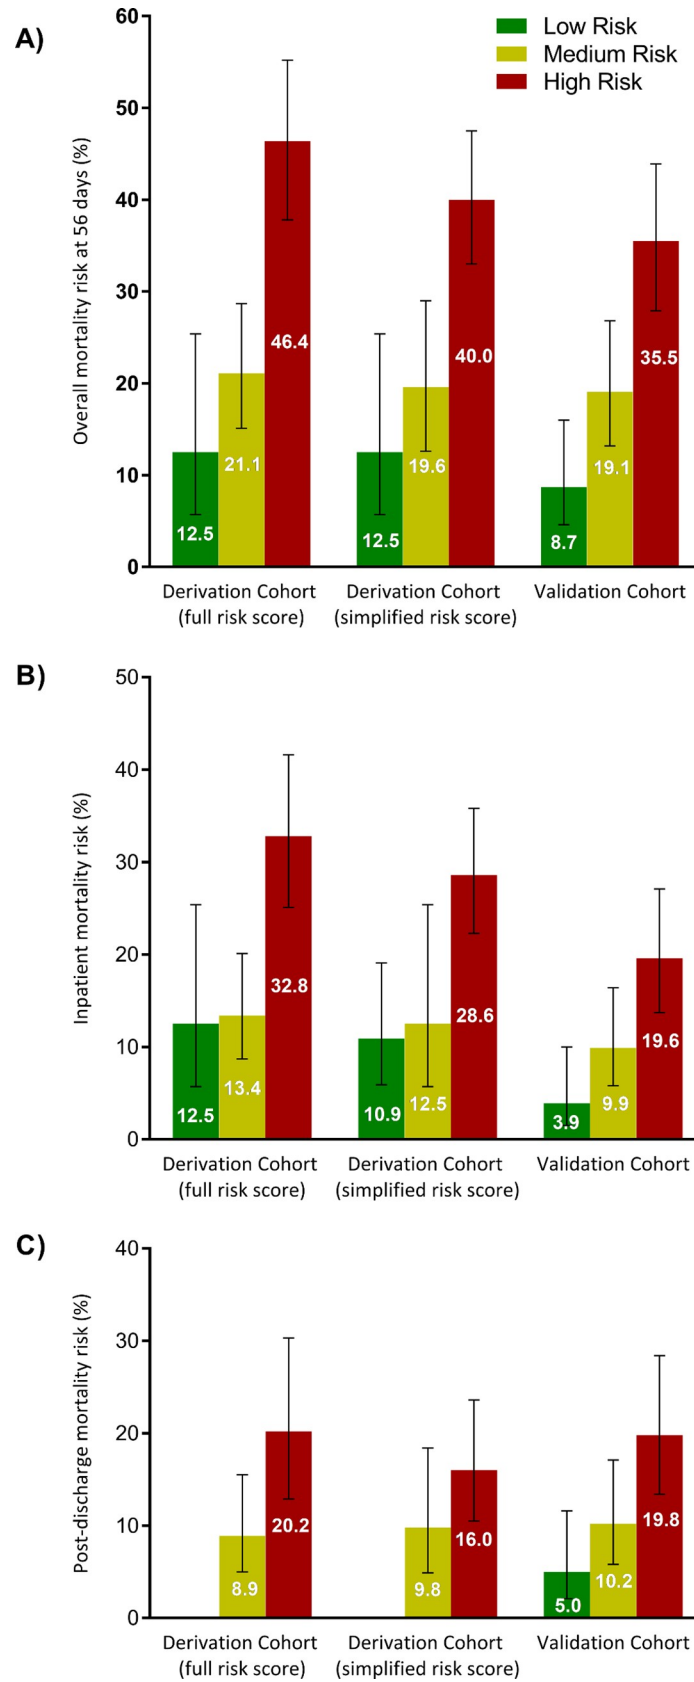 A)
Low Risk
Medium Risk
High Risk
Overall mortality risk at 56 days (%)
60
50
40
30
20
10
0
12.5
21.1
46.4
12.5
19.6
40.0
8.7
19.1
35.5
Derivation Cohort
(full risk score)
Derivation Cohort
(simplified risk score)
Validation Cohort
B)
Inpatient mortality risk (%)
50
40
30
20
10
0
12.5
13.4
32.8
10.9
12.5
28.6
3.9
9.9
19.6
Derivation Cohort
(full risk score)
Derivation Cohort
(simplified risk score)
Validation Cohort
C)
Post-discharge mortality risk (%)
40
30
20
10
0
8.9
20.2
9.8
16.0
5.0
10.2
19.8
Derivation Cohort
(full risk score)
Derivation Cohort
(simplified risk score)
Validation Cohort